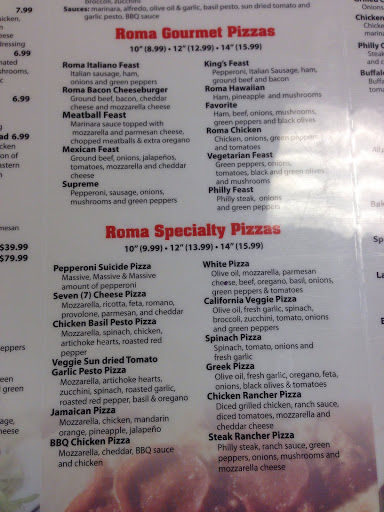 broccoli, zucchini
Sauces: marinara, alfredo, olive oil & garlic, basil pesto, sun dried tomato and
garlic pesto, BBQ sauce
7.99
6.99
6.99
$39.99
$79.99
Roma Gourmet Pizzas
10" (8.99) • 12" (12.99) • 14" (15.99)
Roma Italiano Feast
Italian sausage, ham, onions
and green peppers
Roma Bacon Cheeseburger
Ground beef, bacon, cheddar
cheese and mozzarella cheese
Meatball Feast
Marinara sauce topped with
mozzarella and parmesan cheese,
chopped meatballs & extra oregano
Mexican Feast
Ground beef, onions, jalapeños,
tomatoes, mozzarella and cheddar
cheese
Supreme
Pepperoni, sausage, onions,
mushrooms and green peppers
King's Feast
Pepperoni, Italian Sausage, ham,
ground beef and bacon
Roma Hawaiian
Ham, pineapple and mushrooms
Favorite
Ham, beef, onions, mushrooms,
green peppers and black olives
Roma Chicken
Chicken, onions, green peppers
and tomatoes
Vegetarian Feast
Green peppers, onions,
tomatoes, black and green olives
and mushrooms
Philly Feast
Philly steak, onions
and green peppers
Roma Specialty Pizzas
10" (9.99) • 12" (13.99) • 14" (15.99)
Pepperoni Suicide Pizza
Massive, Massive & Massive
amount of pepperoni
Seven (7) Cheese Pizza
Mozzarella, ricotta, feta, romano,
provolone, parmesan, and cheddar
Chicken Basil Pesto Pizza
Mozzarella, spinach, chicken,
artichoke hearts, roasted red
pepper
Veggie Sun dried Tomato
Garlic Pesto Pizza
Mozzarella, artichoke hearts,
zucchini, spinach, roasted garlic,
roasted red pepper, basil & oregano
Jamaican Pizza
Mozzarella, chicken, mandarin
orange, pineapple, jalapeño
BBQ Chicken Pizza
Mozzarella, cheddar, BBQ sauce
and chicken
White Pizza
Olive oil, mozzarella, parmesan
cheese, beef, oregano, basil, onions,
green peppers & tomatoes
California Veggie Pizza
Olive oil, fresh garlic, spinach,
broccoli, zucchini, tomato, onions
and green peppers
Spinach Pizza
Spinach, tomato, onions and
fresh garlic
Greek Pizza
Olive oil, fresh garlic, oregano, feta,
onions, black olives & tomatoes
Chicken Rancher Pizza
Diced grilled chicken, ranch sauce,
diced tomatoes, mozzarella and
cheddar cheese
Steak Rancher Pizza
Philly steak, ranch sauce, green
peppers, onions, mushrooms and
mozzarella cheese